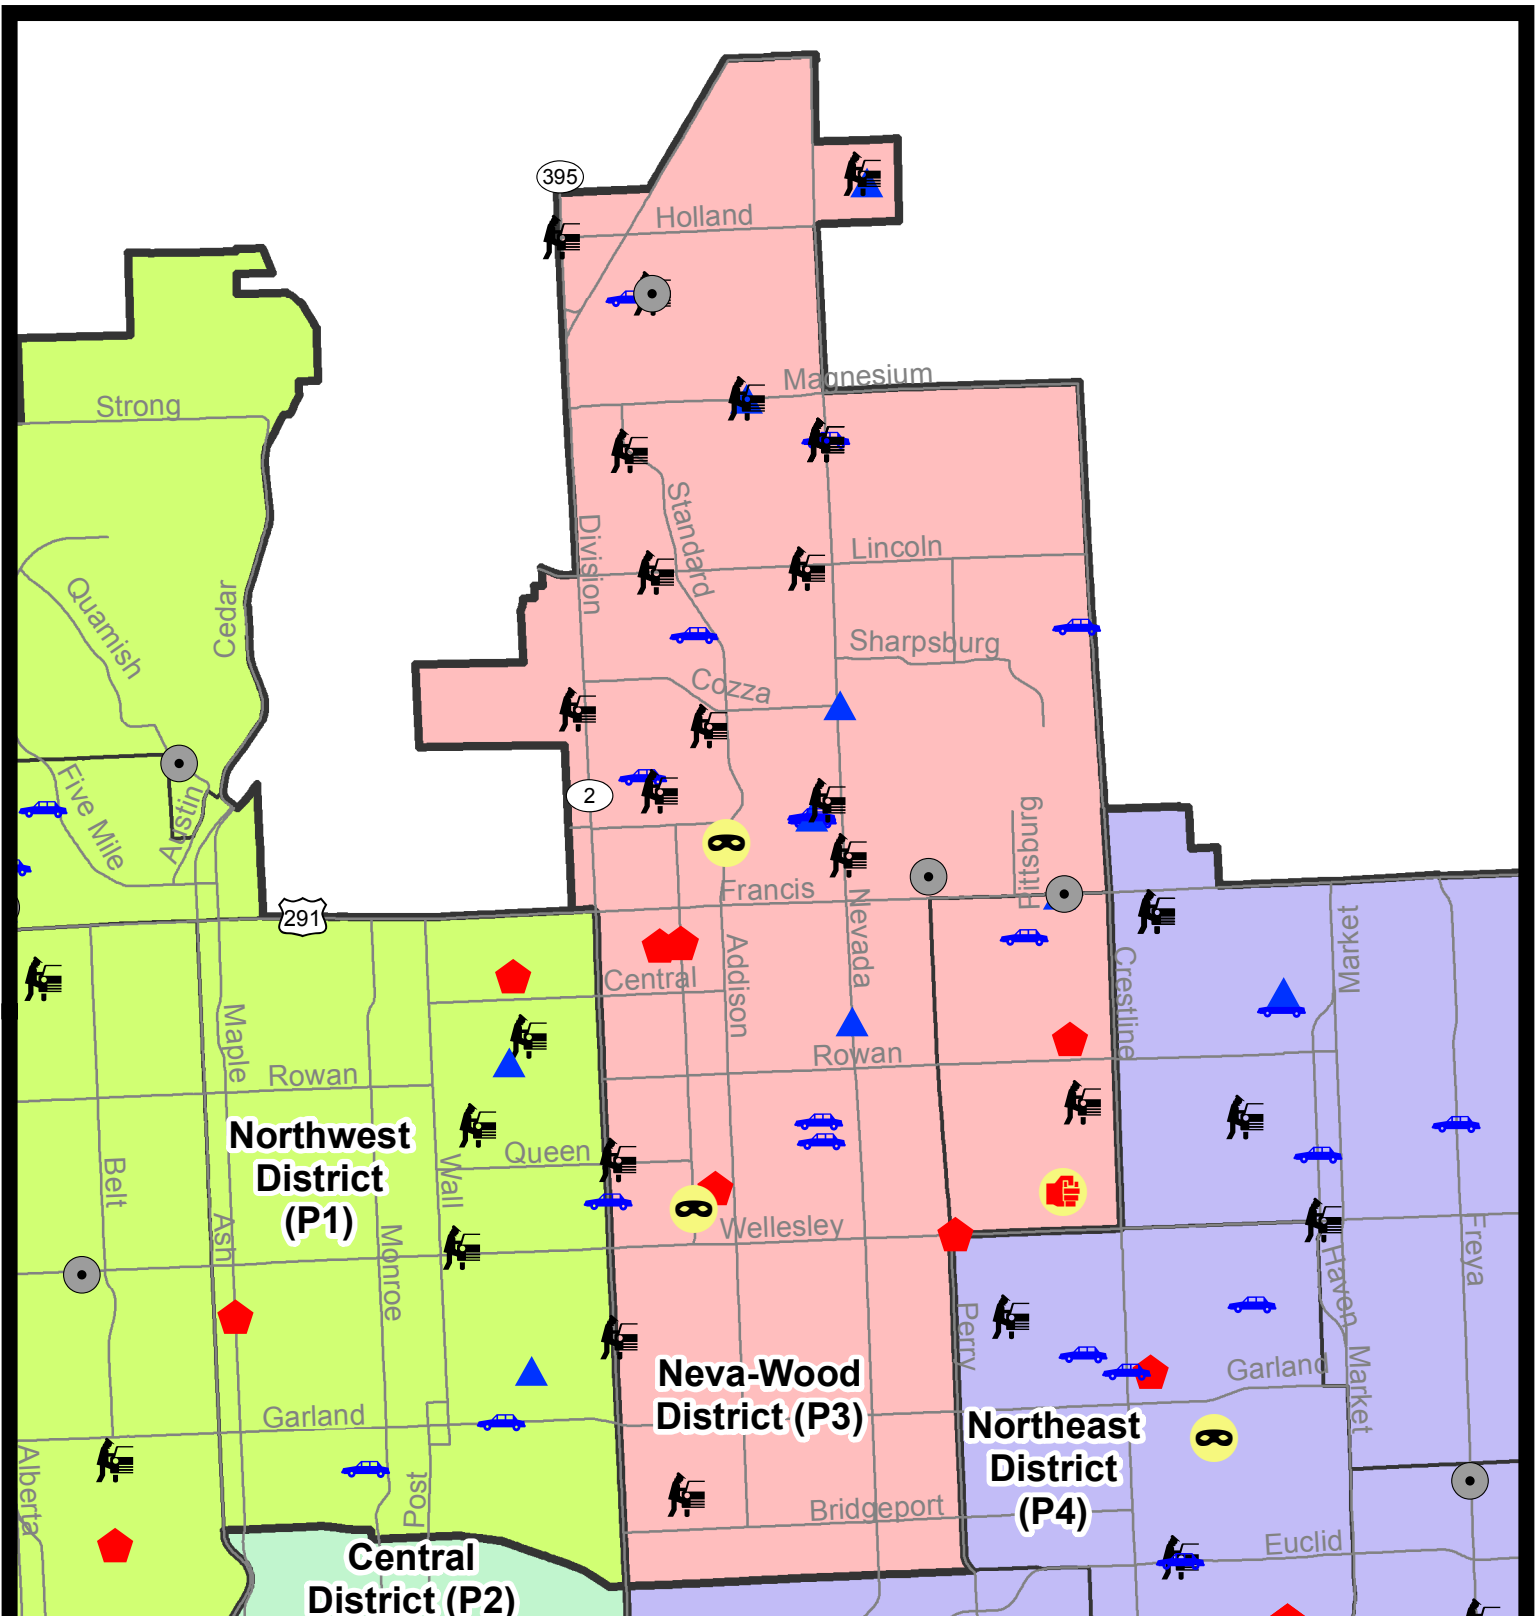 395
Holland
Magnesium
Strong
Standard
Division
Lincoln
Quamish
Cedar
Sharpsburg
Cozza
Five Mile
Austin
2
Pittsburg
Francis
291
Nevada
Market
Addison
Central
Crestline
Maple
Rowan
Rowan
Northwest
District
(P1)
Queen
Belt
Wall
Ash
Monroe
Wellesley
Freya
Haven
Perry
Neva-Wood
District (P3)
Garland
Market
Garland
Northeast
District
(P4)
Alberta
Post
Bridgeport
Euclid
Central
District (P2)